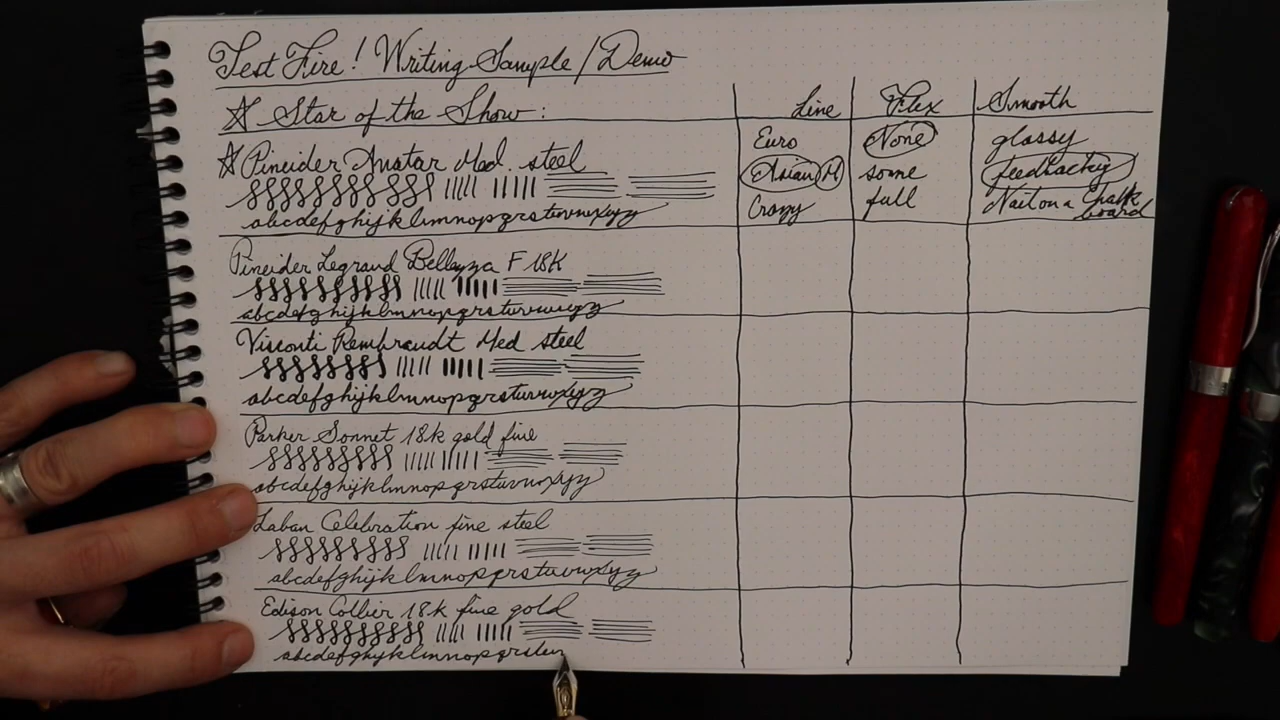 Test Fire! Writing Sample/Demo
☆ Star of the Show:
Line Flex Smooth
☆ Pineider Avatar Med. steel
Euro None glossy
Asian M some feedbacky
Crazy full Nail on a Chalk board
abcdefghijklmnopqrstuvwxyz
Pineider Legrand Bellezza F 18K
abcdefghijklmnopqrstuvwxyz
Visconti Rembrandt Med steel
abcdefghijklmnopqrstuvwxyz
Parker Sonnet 18k gold fine
abcdefghijklmnopqrstuvwxyz
Laban Celebration fine steel
abcdefghijklmnopqrstuvwxyz
Edison Collier 18k fine gold
abcdefghijklmnopqrstuv